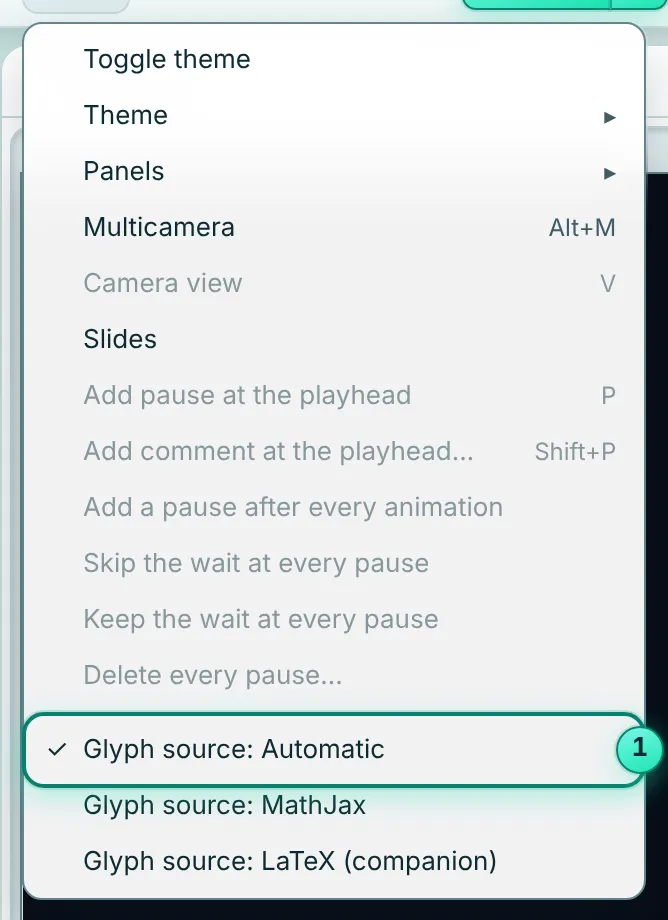 Toggle theme
Theme ▸
Panels ▸
Multicamera Alt+M
Camera view V
Slides
Add pause at the playhead P
Add comment at the playhead... Shift+P
Add a pause after every animation
Skip the wait at every pause
Keep the wait at every pause
Delete every pause...
✓ Glyph source: Automatic 1
Glyph source: MathJax
Glyph source: LaTeX (companion)